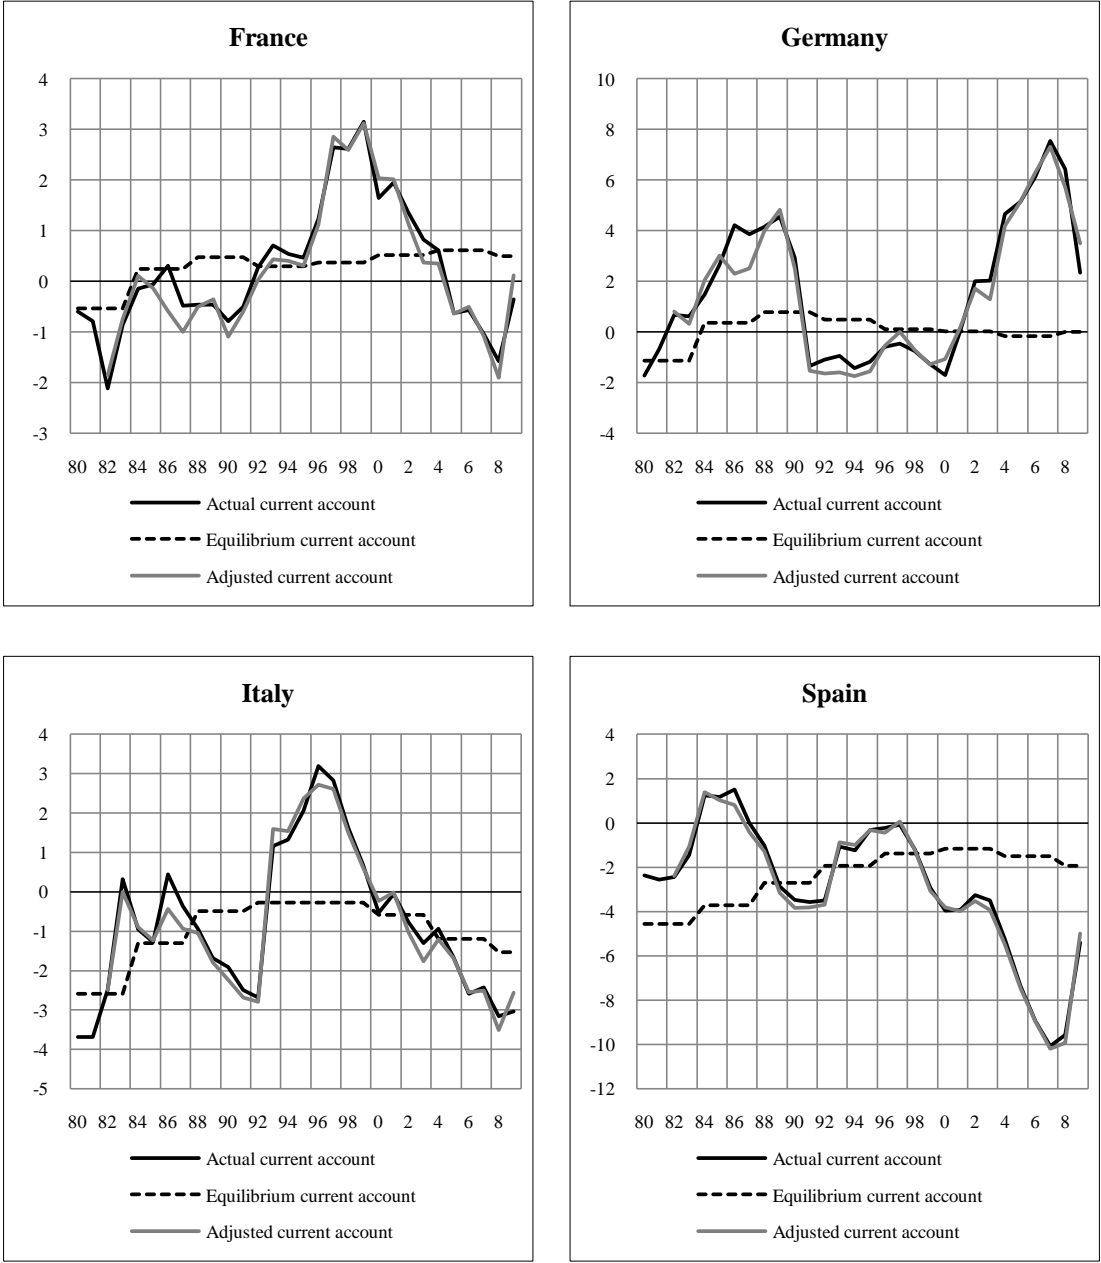 France
4
3
2
1
0
-1
-2
-3
80 82 84 86 88 90 92 94 96 98 0 2 4 6 8
Actual current account
Equilibrium current account
Adjusted current account
Germany
10
8
6
4
2
0
-2
-4
80 82 84 86 88 90 92 94 96 98 0 2 4 6 8
Actual current account
Equilibrium current account
Adjusted current account
Italy
4
3
2
1
0
-1
-2
-3
-4
-5
80 82 84 86 88 90 92 94 96 98 0 2 4 6 8
Actual current account
Equilibrium current account
Adjusted current account
Spain
4
2
0
-2
-4
-6
-8
-10
-12
80 82 84 86 88 90 92 94 96 98 0 2 4 6 8
Actual current account
Equilibrium current account
Adjusted current account